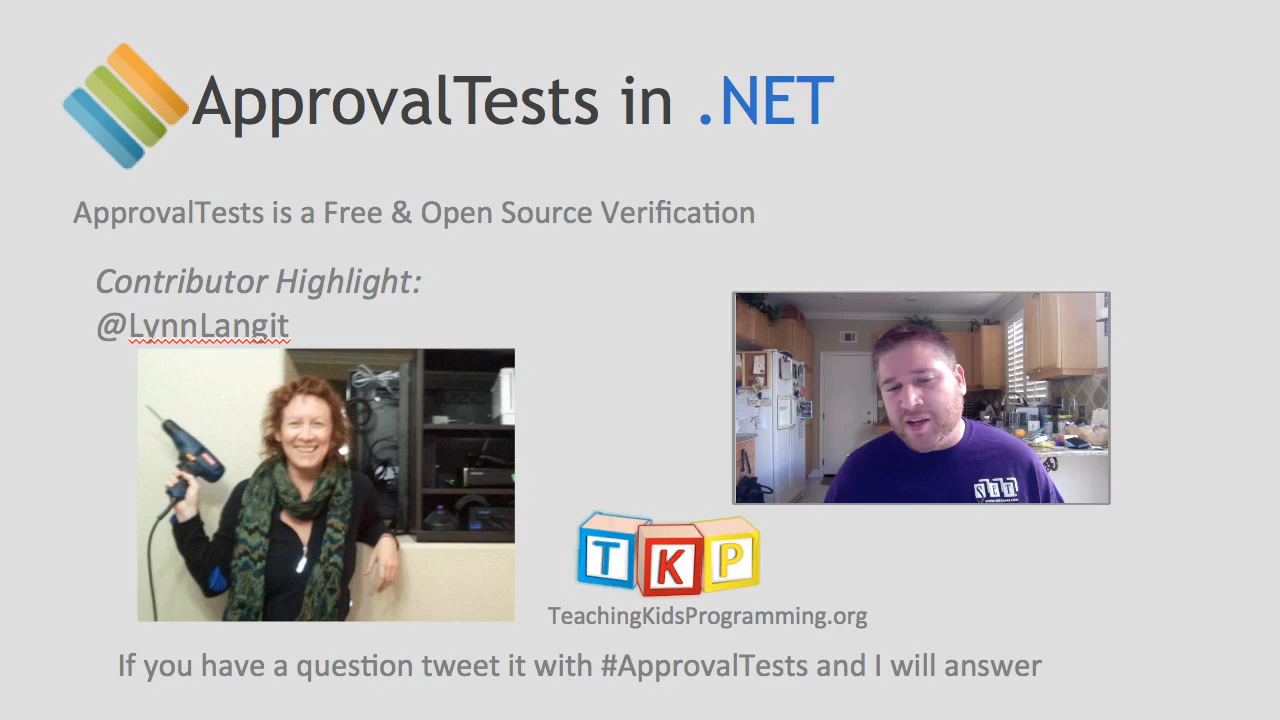 ApprovalTests in .NET
ApprovalTests is a Free & Open Source Verification
Contributor Highlight:
@LynnLangit
TKP
TeachingKidsProgramming.org
If you have a question tweet it with #ApprovalTests and I will answer